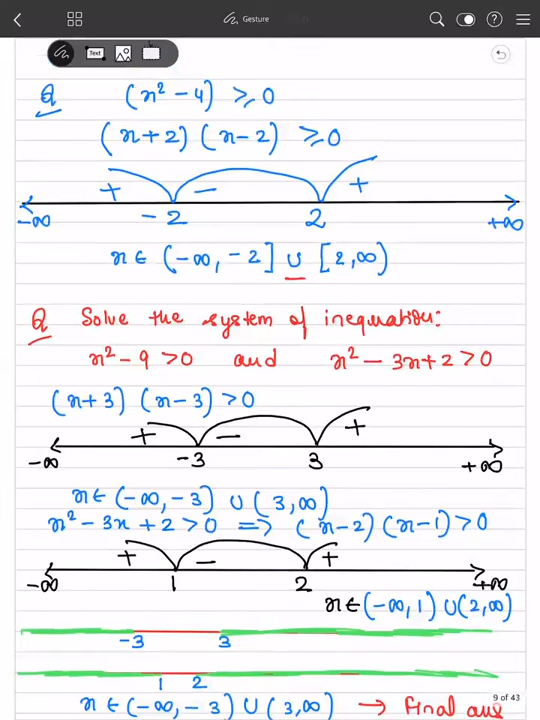 Gesture
Text
Q (x² - 4) ≥ 0
(x+2) (x-2) ≥ 0
+ - +
-∞ -2 2 +∞
x ∈ (-∞, -2] ∪ [2, ∞)
Q Solve the system of inequation:
x² - 9 > 0 and x² - 3x + 2 > 0
(x+3) (x-3) > 0
+ - +
-∞ -3 3 +∞
x ∈ (-∞, -3) ∪ (3, ∞)
x² - 3x + 2 > 0 => (x-2) (x-1) > 0
+ - +
-∞ 1 2 +∞
x ∈ (-∞, 1) ∪ (2, ∞)
-3 3
1 2
9 of 43
x ∈ (-∞, -3) ∪ (3, ∞) → Final ans